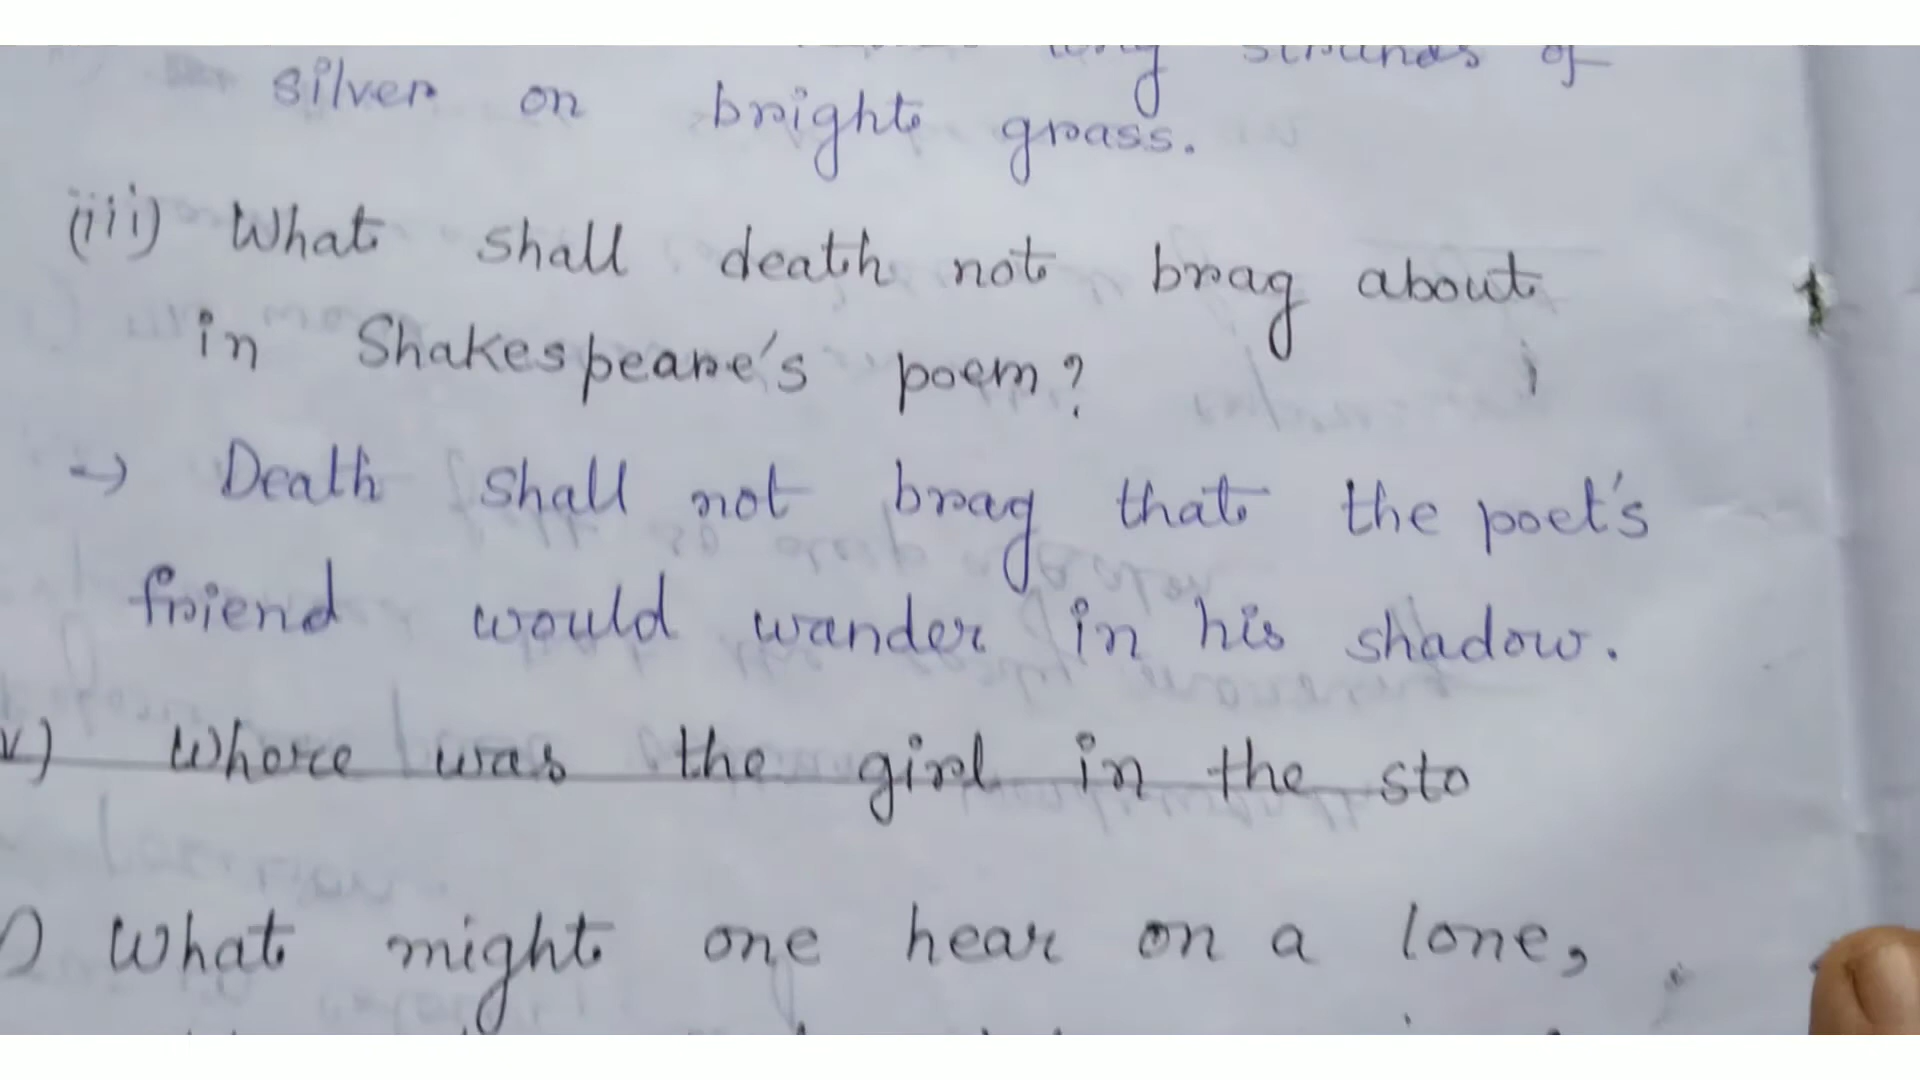 strands of
silver on bright grass.
(iii) What shall death not brag about
in Shakespeare's poem?
→ Death shall not brag that the poet's
friend would wander in his shadow.
v) Where was the girl in the sto
) What might one hear on a lone,